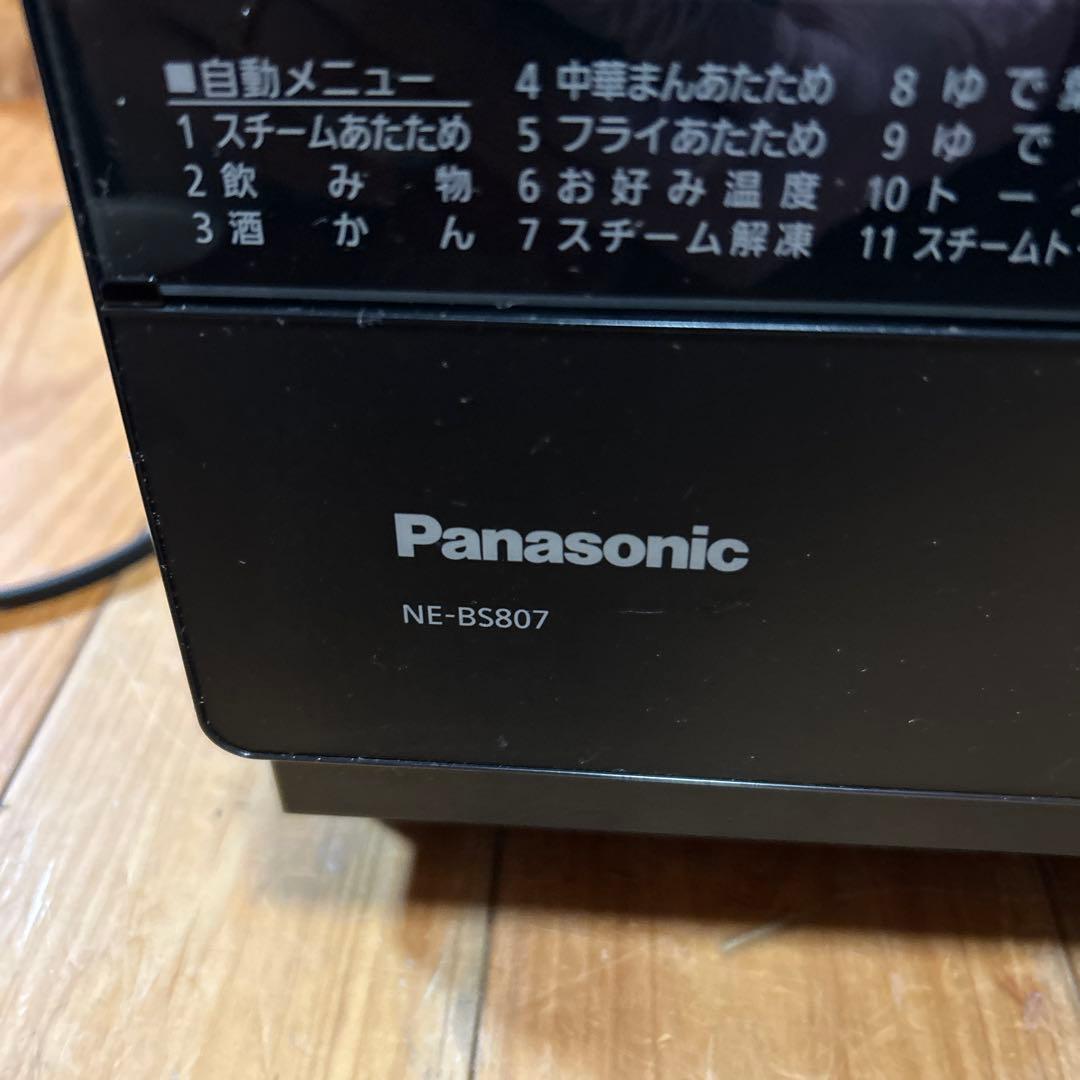 ■自動メニュー
1 スチームあたため
2 飲み物
3 酒かん
4 中華まんあたため
5 フライあたため
6 お好み温度
7 スチーム解凍
8 ゆで
9 ゆで
10 トー
11 スチームト
Panasonic
NE-BS807